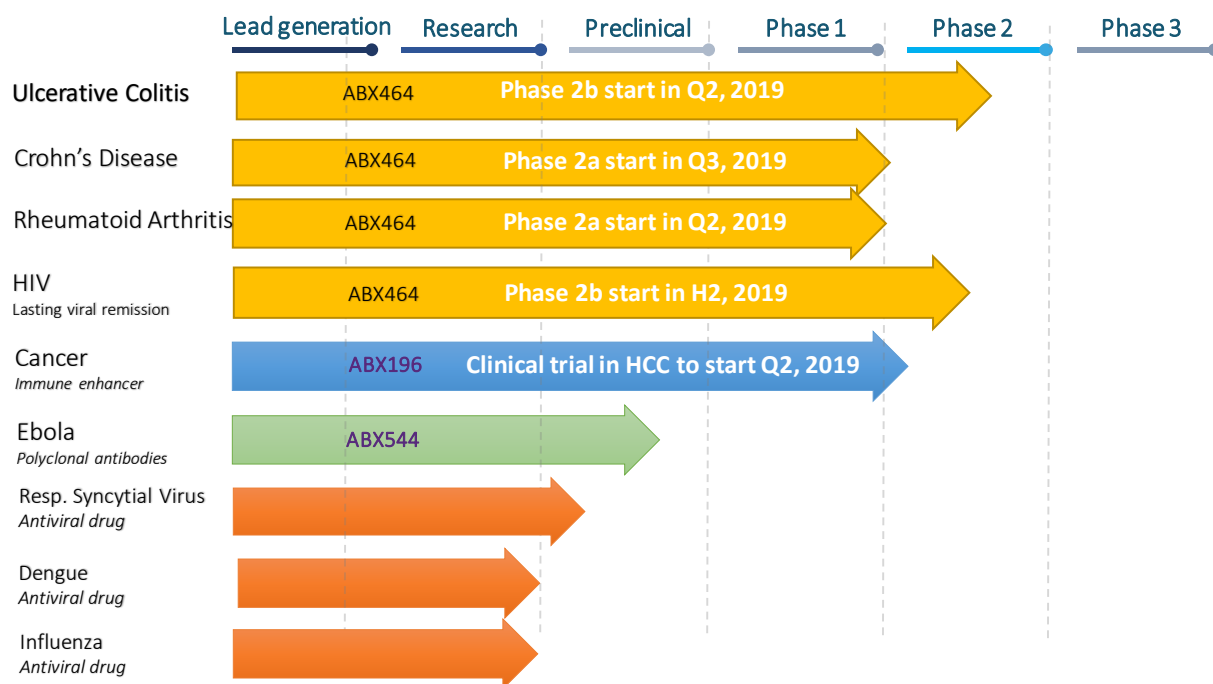 Lead generation Research Preclinical Phase 1 Phase 2 Phase 3
Ulcerative Colitis ABX464 Phase 2b start in Q2, 2019
Crohn's Disease ABX464 Phase 2a start in Q3, 2019
Rheumatoid Arthritis ABX464 Phase 2a start in Q2, 2019
HIV ABX464 Phase 2b start in H2, 2019
Lasting viral remission
Cancer ABX196 Clinical trial in HCC to start Q2, 2019
Immune enhancer
Ebola ABX544
Polyclonal antibodies
Resp. Syncytial Virus
Antiviral drug
Dengue
Antiviral drug
Influenza
Antiviral drug